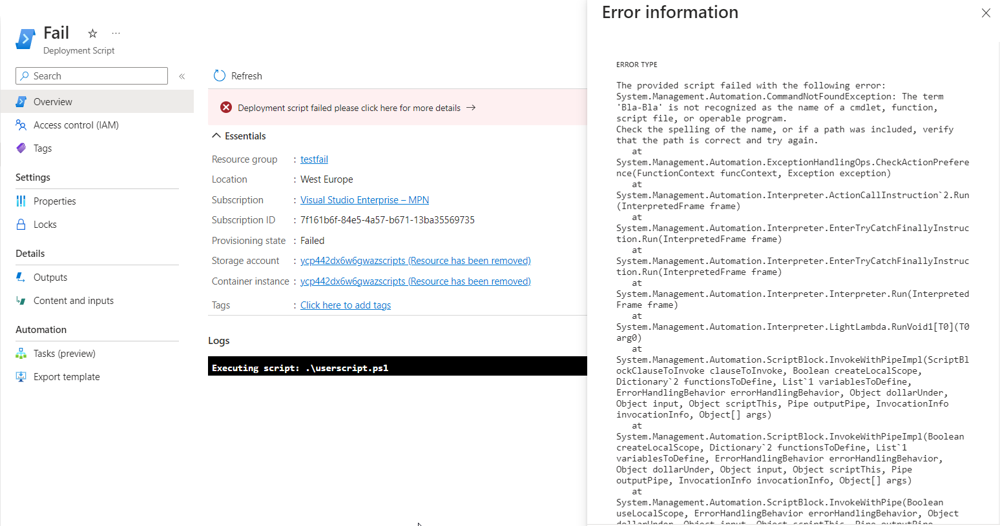 Fail
...
Deployment Script
Search
«
Overview
Access control (IAM)
Tags
Settings
Properties
Locks
Details
Outputs
Content and inputs
Automation
Tasks (preview)
Export template
Refresh
Deployment script failed please click here for more details →
Essentials
Resource group : testfail
Location : West Europe
Subscription : Visual Studio Enterprise – MPN
Subscription ID : 7f161b6f-84e5-4a57-b671-13ba35569735
Provisioning state : Failed
Storage account : ycp442dx6w6gwazscripts (Resource has been removed)
Container instance : ycp442dx6w6gwazscripts (Resource has been removed)
Tags : Click here to add tags
Logs
Executing script: .\userscript.ps1
Error information
ERROR TYPE
The provided script failed with the following error:
System.Management.Automation.CommandNotFoundException: The term
'Bla-Bla' is not recognized as the name of a cmdlet, function,
script file, or operable program.
Check the spelling of the name, or if a path was included, verify
that the path is correct and try again.
at
System.Management.Automation.ExceptionHandlingOps.CheckActionPrefere
nce(FunctionContext funcContext, Exception exception)
at
System.Management.Automation.Interpreter.ActionCallInstruction`2.Run
(InterpretedFrame frame)
at
System.Management.Automation.Interpreter.EnterTryCatchFinallyInstruc
tion.Run(InterpretedFrame frame)
at
System.Management.Automation.Interpreter.EnterTryCatchFinallyInstruc
tion.Run(InterpretedFrame frame)
at
System.Management.Automation.Interpreter.Interpreter.Run(Interpreted
Frame frame)
at
System.Management.Automation.Interpreter.LightLambda.RunVoid1[T0](T0
arg0)
at
System.Management.Automation.ScriptBlock.InvokeWithPipeImpl(ScriptBl
ockClauseToInvoke clauseToInvoke, Boolean createLocalScope,
Dictionary`2 functionsToDefine, List`1 variablesToDefine,
ErrorHandlingBehavior errorHandlingBehavior, Object dollarUnder,
Object input, Object scriptThis, Pipe outputPipe, InvocationInfo
invocationInfo, Object[] args)
at
System.Management.Automation.ScriptBlock.InvokeWithPipeImpl(Boolean
createLocalScope, Dictionary`2 functionsToDefine, List`1
variablesToDefine, ErrorHandlingBehavior errorHandlingBehavior,
Object dollarUnder, Object input, Object scriptThis, Pipe
outputPipe, InvocationInfo invocationInfo, Object[] args)
at
System.Management.Automation.ScriptBlock.InvokeWithPipe(Boolean
useLocalScope, ErrorHandlingBehavior errorHandlingBehavior, Object
dollarUnder, Object input, Object scriptThis, Pipe outputPipe,